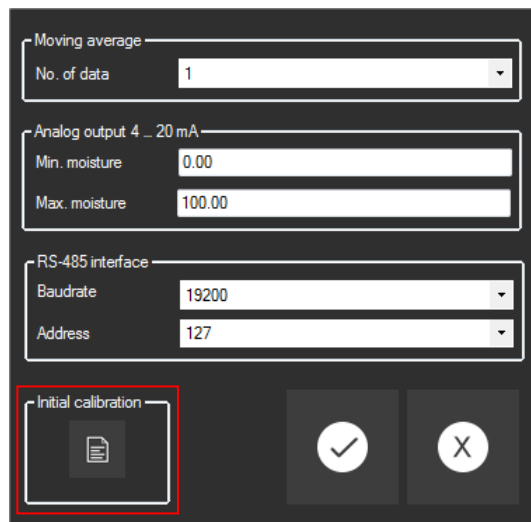 Moving average
No. of data 1
Analog output 4 ... 20 mA
Min. moisture 0.00
Max. moisture 100.00
RS-485 interface
Baudrate 19200
Address 127
Initial calibration
X